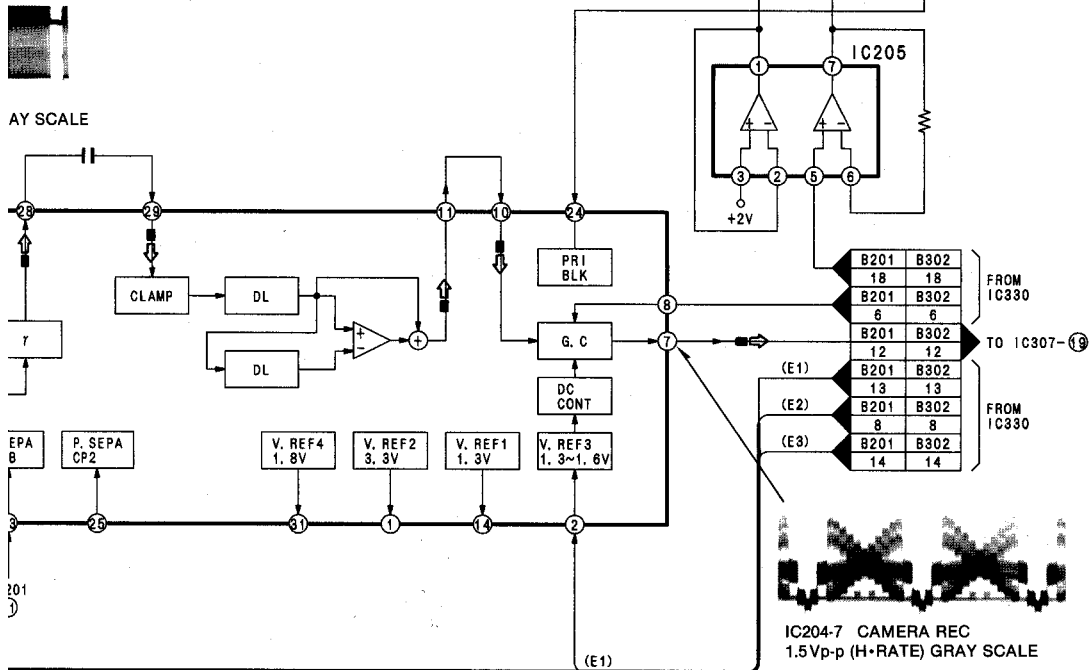 AY SCALE
IC205
1
7
+ -
+ -
3
2
5
6
+2V
28
29
11
10
24
CLAMP
DL
+
-
+
DL
γ
PRI
BLK
G.C
DC
CONT
8
7
B201 B302
18 18
B201 B302
6 6
FROM
IC330
B201 B302
12 12
TO IC307-19
(E1)
B201 B302
13 13
(E2)
B201 B302
8 8
(E3)
B201 B302
14 14
FROM
IC330
EPA
B
P. SEPA
CP2
V. REF4
1. 8V
V. REF2
3. 3V
V. REF1
1. 3V
V. REF3
1. 3~1. 6V
3
25
31
1
14
2
201
(E1)
IC204-7 CAMERA REC
1.5Vp-p (H•RATE) GRAY SCALE